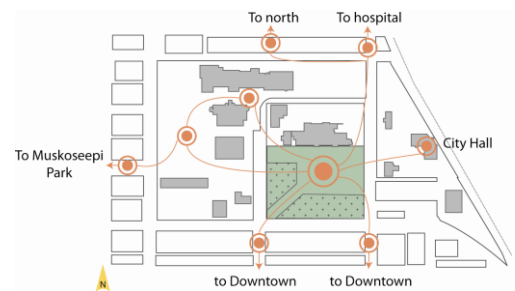 To north
To hospital
City Hall
To Muskoseepi
Park
to Downtown
to Downtown
N